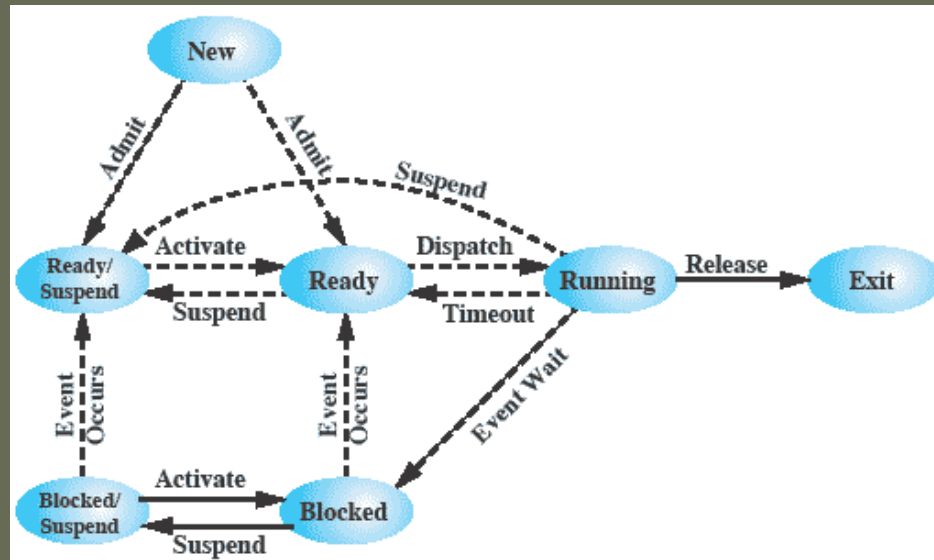 New
Admit
Admit
Suspend
Ready/
Suspend
Activate
Suspend
Ready
Dispatch
Timeout
Running
Release
Exit
Event
Occurs
Event
Occurs
Event Wait
Blocked/
Suspend
Activate
Suspend
Blocked